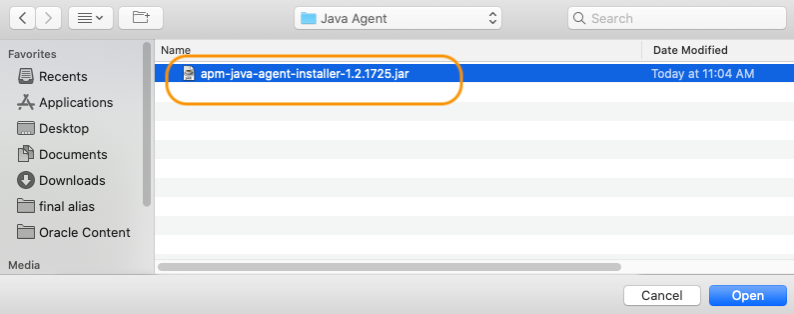 Java Agent
Search
Favorites
Recents
Applications
Desktop
Documents
Downloads
final alias
Oracle Content
Media
Name
Date Modified
apm-java-agent-installer-1.2.1725.jar
Today at 11:04 AM
Cancel
Open